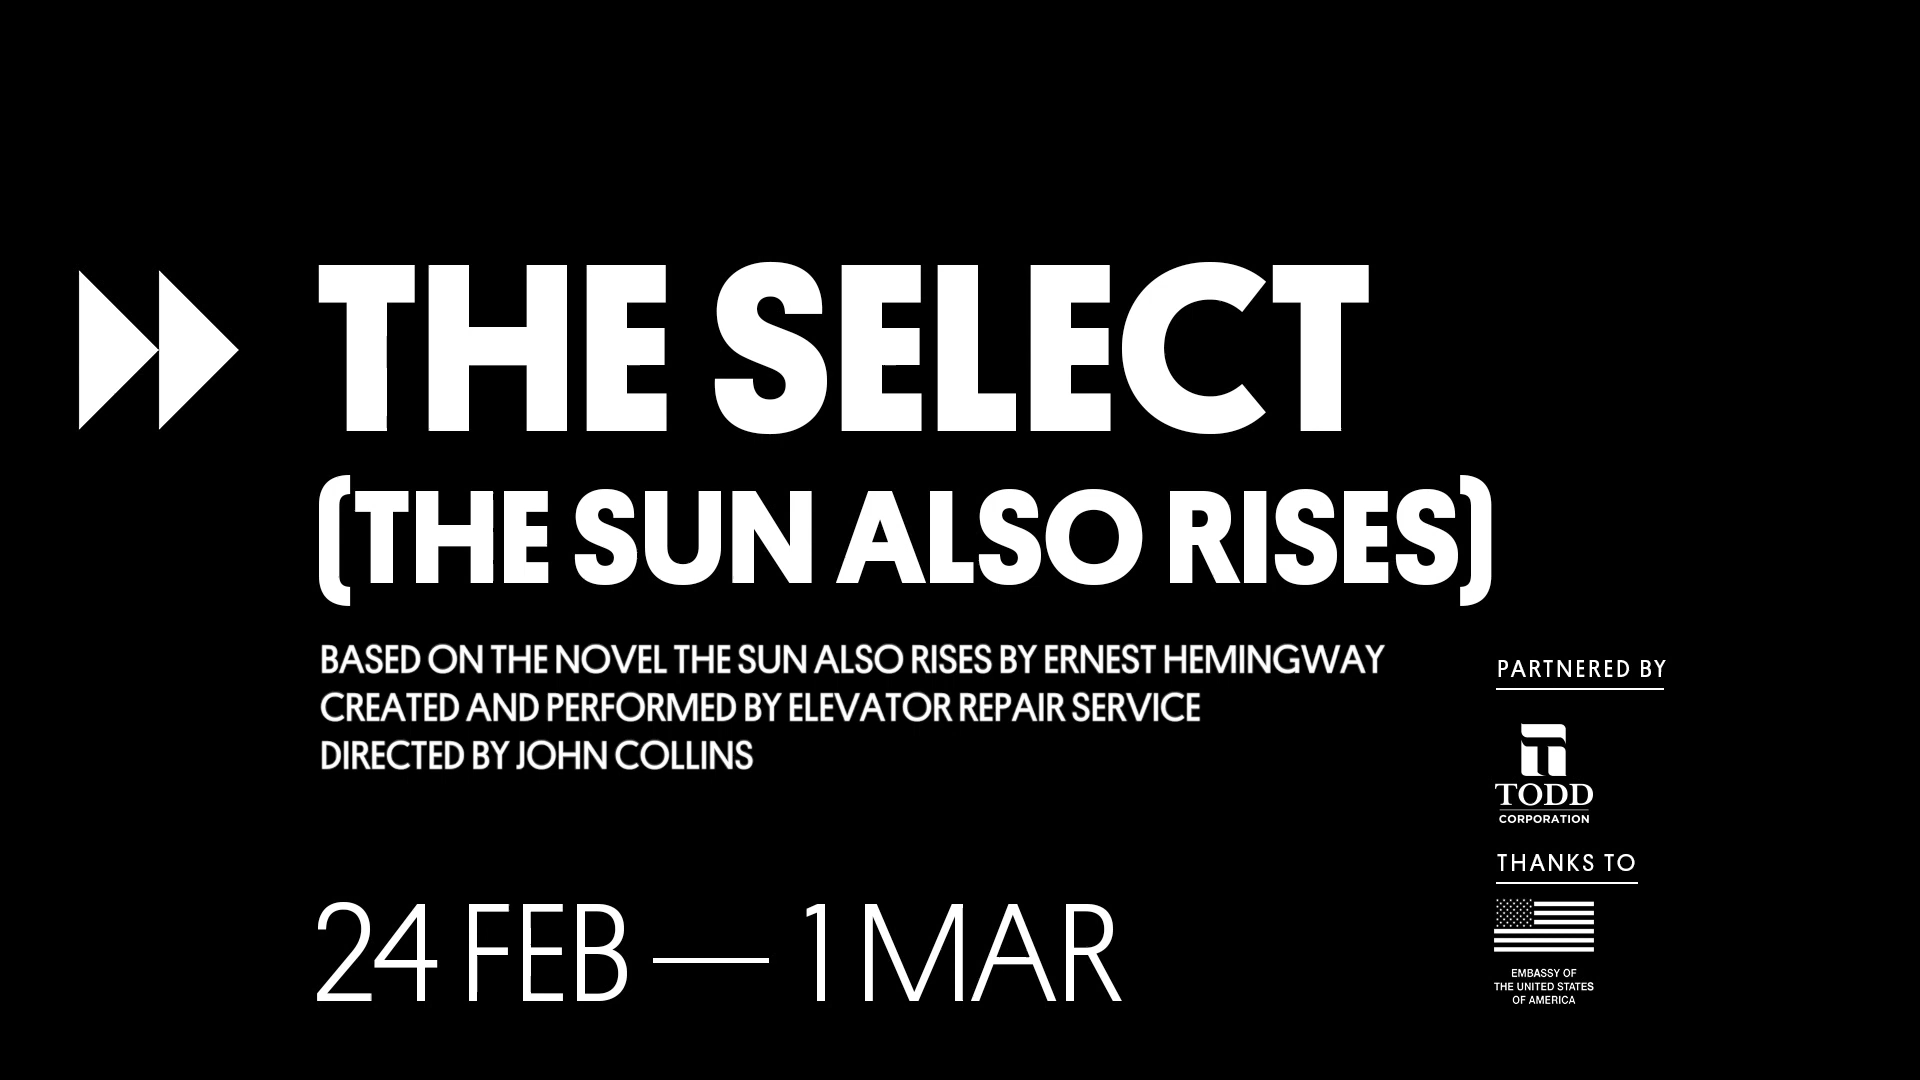 THE SELECT
(THE SUN ALSO RISES)
BASED ON THE NOVEL THE SUN ALSO RISES BY ERNEST HEMINGWAY
CREATED AND PERFORMED BY ELEVATOR REPAIR SERVICE
DIRECTED BY JOHN COLLINS
24 FEB — 1 MAR
PARTNERED BY
TODD
CORPORATION
THANKS TO
EMBASSY OF
THE UNITED STATES
OF AMERICA